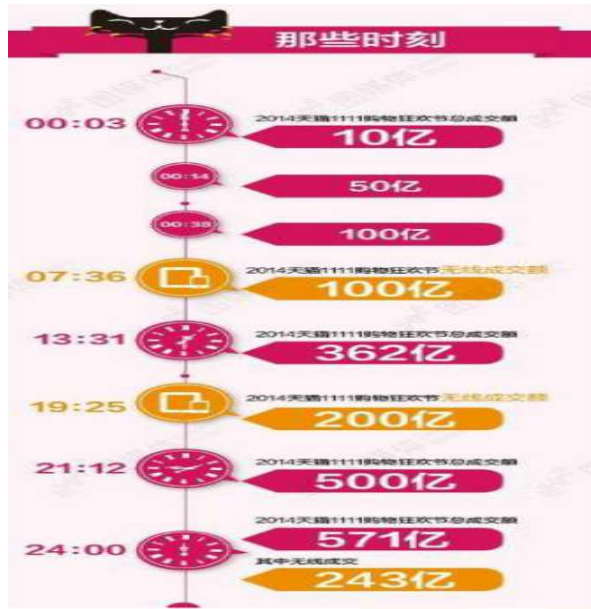 那些时刻
00:03
2014天猫1111购物狂欢节总成交额
10亿
00:14
50亿
00:38
100亿
07:36
2014天猫1111购物狂欢节无线成交额
100亿
13:31
2014天猫1111购物狂欢节总成交额
362亿
19:25
2014天猫1111购物狂欢节无线成交额
200亿
21:12
2014天猫1111购物狂欢节总成交额
500亿
24:00
2014天猫1111购物狂欢节总成交额
571亿
其中无线成交
243亿